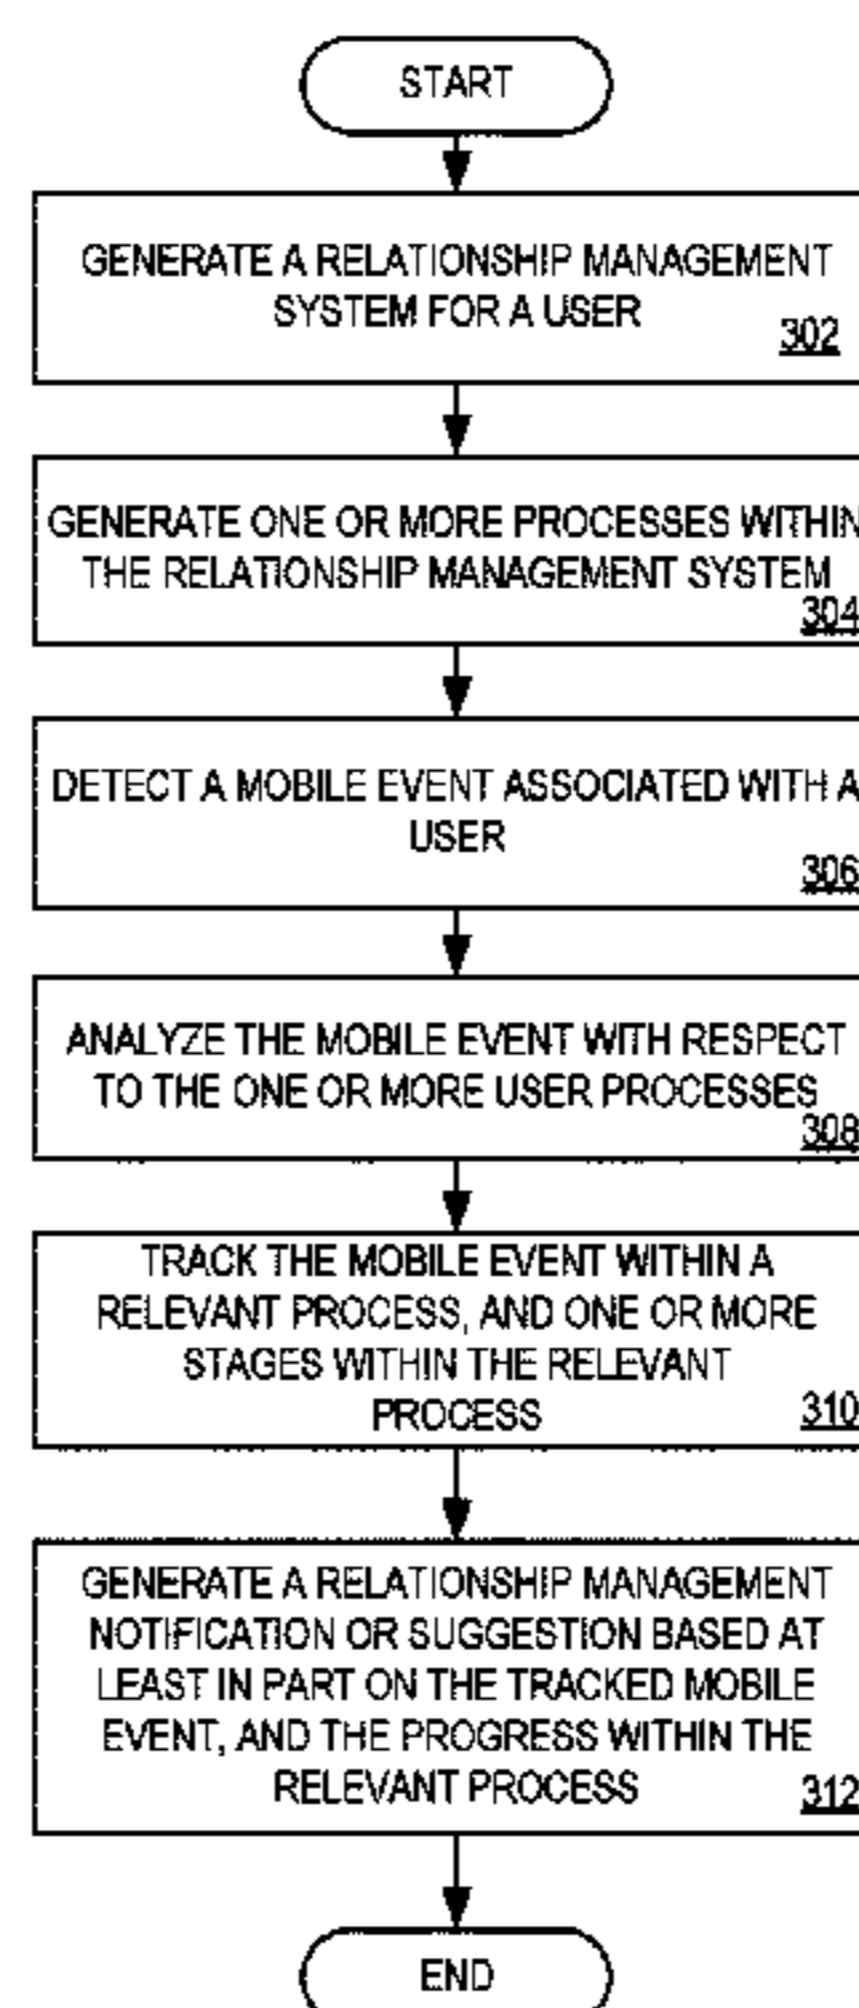 START
GENERATE A RELATIONSHIP MANAGEMENT
SYSTEM FOR A USER
302
GENERATE ONE OR MORE PROCESSES WITHIN
THE RELATIONSHIP MANAGEMENT SYSTEM
304
DETECT A MOBILE EVENT ASSOCIATED WITH A
USER
306
ANALYZE THE MOBILE EVENT WITH RESPECT
TO THE ONE OR MORE USER PROCESSES
308
TRACK THE MOBILE EVENT WITHIN A
RELEVANT PROCESS, AND ONE OR MORE
STAGES WITHIN THE RELEVANT
PROCESS
310
GENERATE A RELATIONSHIP MANAGEMENT
NOTIFICATION OR SUGGESTION BASED AT
LEAST IN PART ON THE TRACKED MOBILE
EVENT, AND THE PROGRESS WITHIN THE
RELEVANT PROCESS
312
END